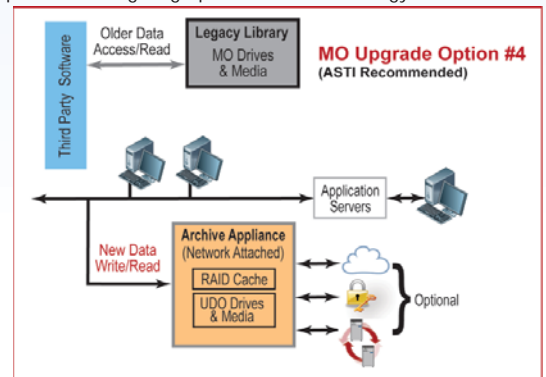 Older Data
Access/Read
Third Party Software
Legacy Library
MO Drives
& Media
MO Upgrade Option #4
(ASTI Recommended)
Application
Servers
New Data
Write/Read
Archive Appliance
(Network Attached)
RAID Cache
UDO Drives
& Media
Optional